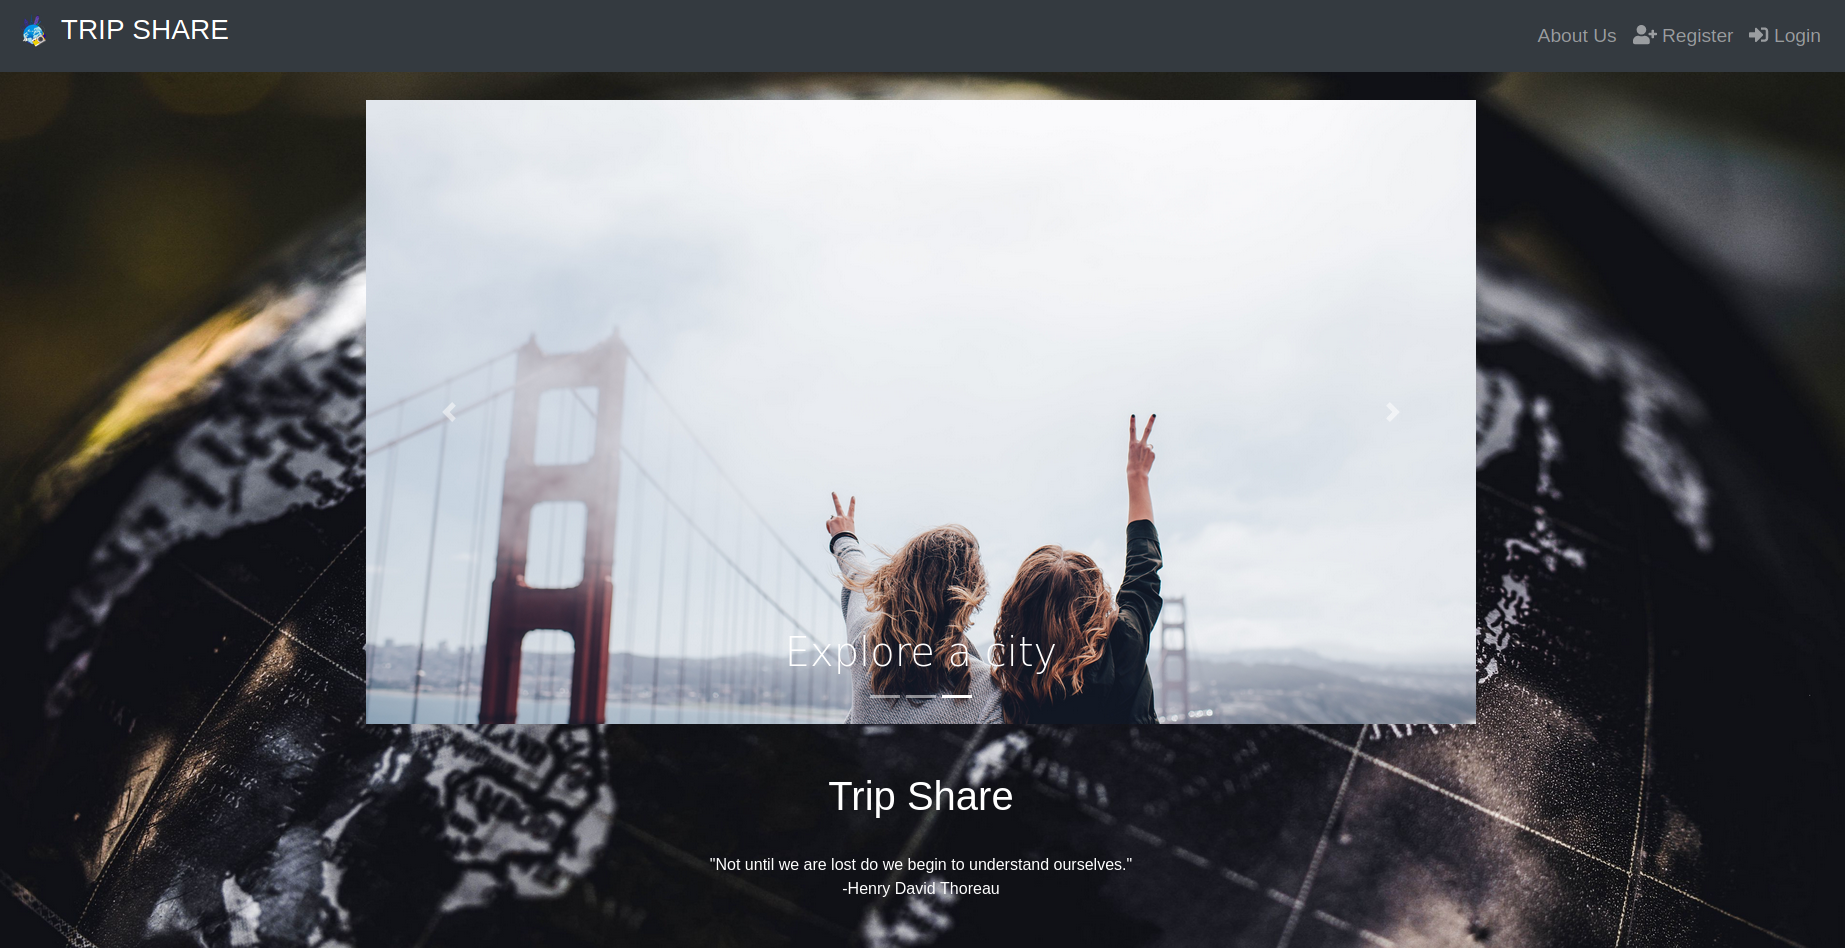 TRIP SHARE
About Us
Register
Login
Explore a city
Trip Share
"Not until we are lost do we begin to understand ourselves."
-Henry David Thoreau